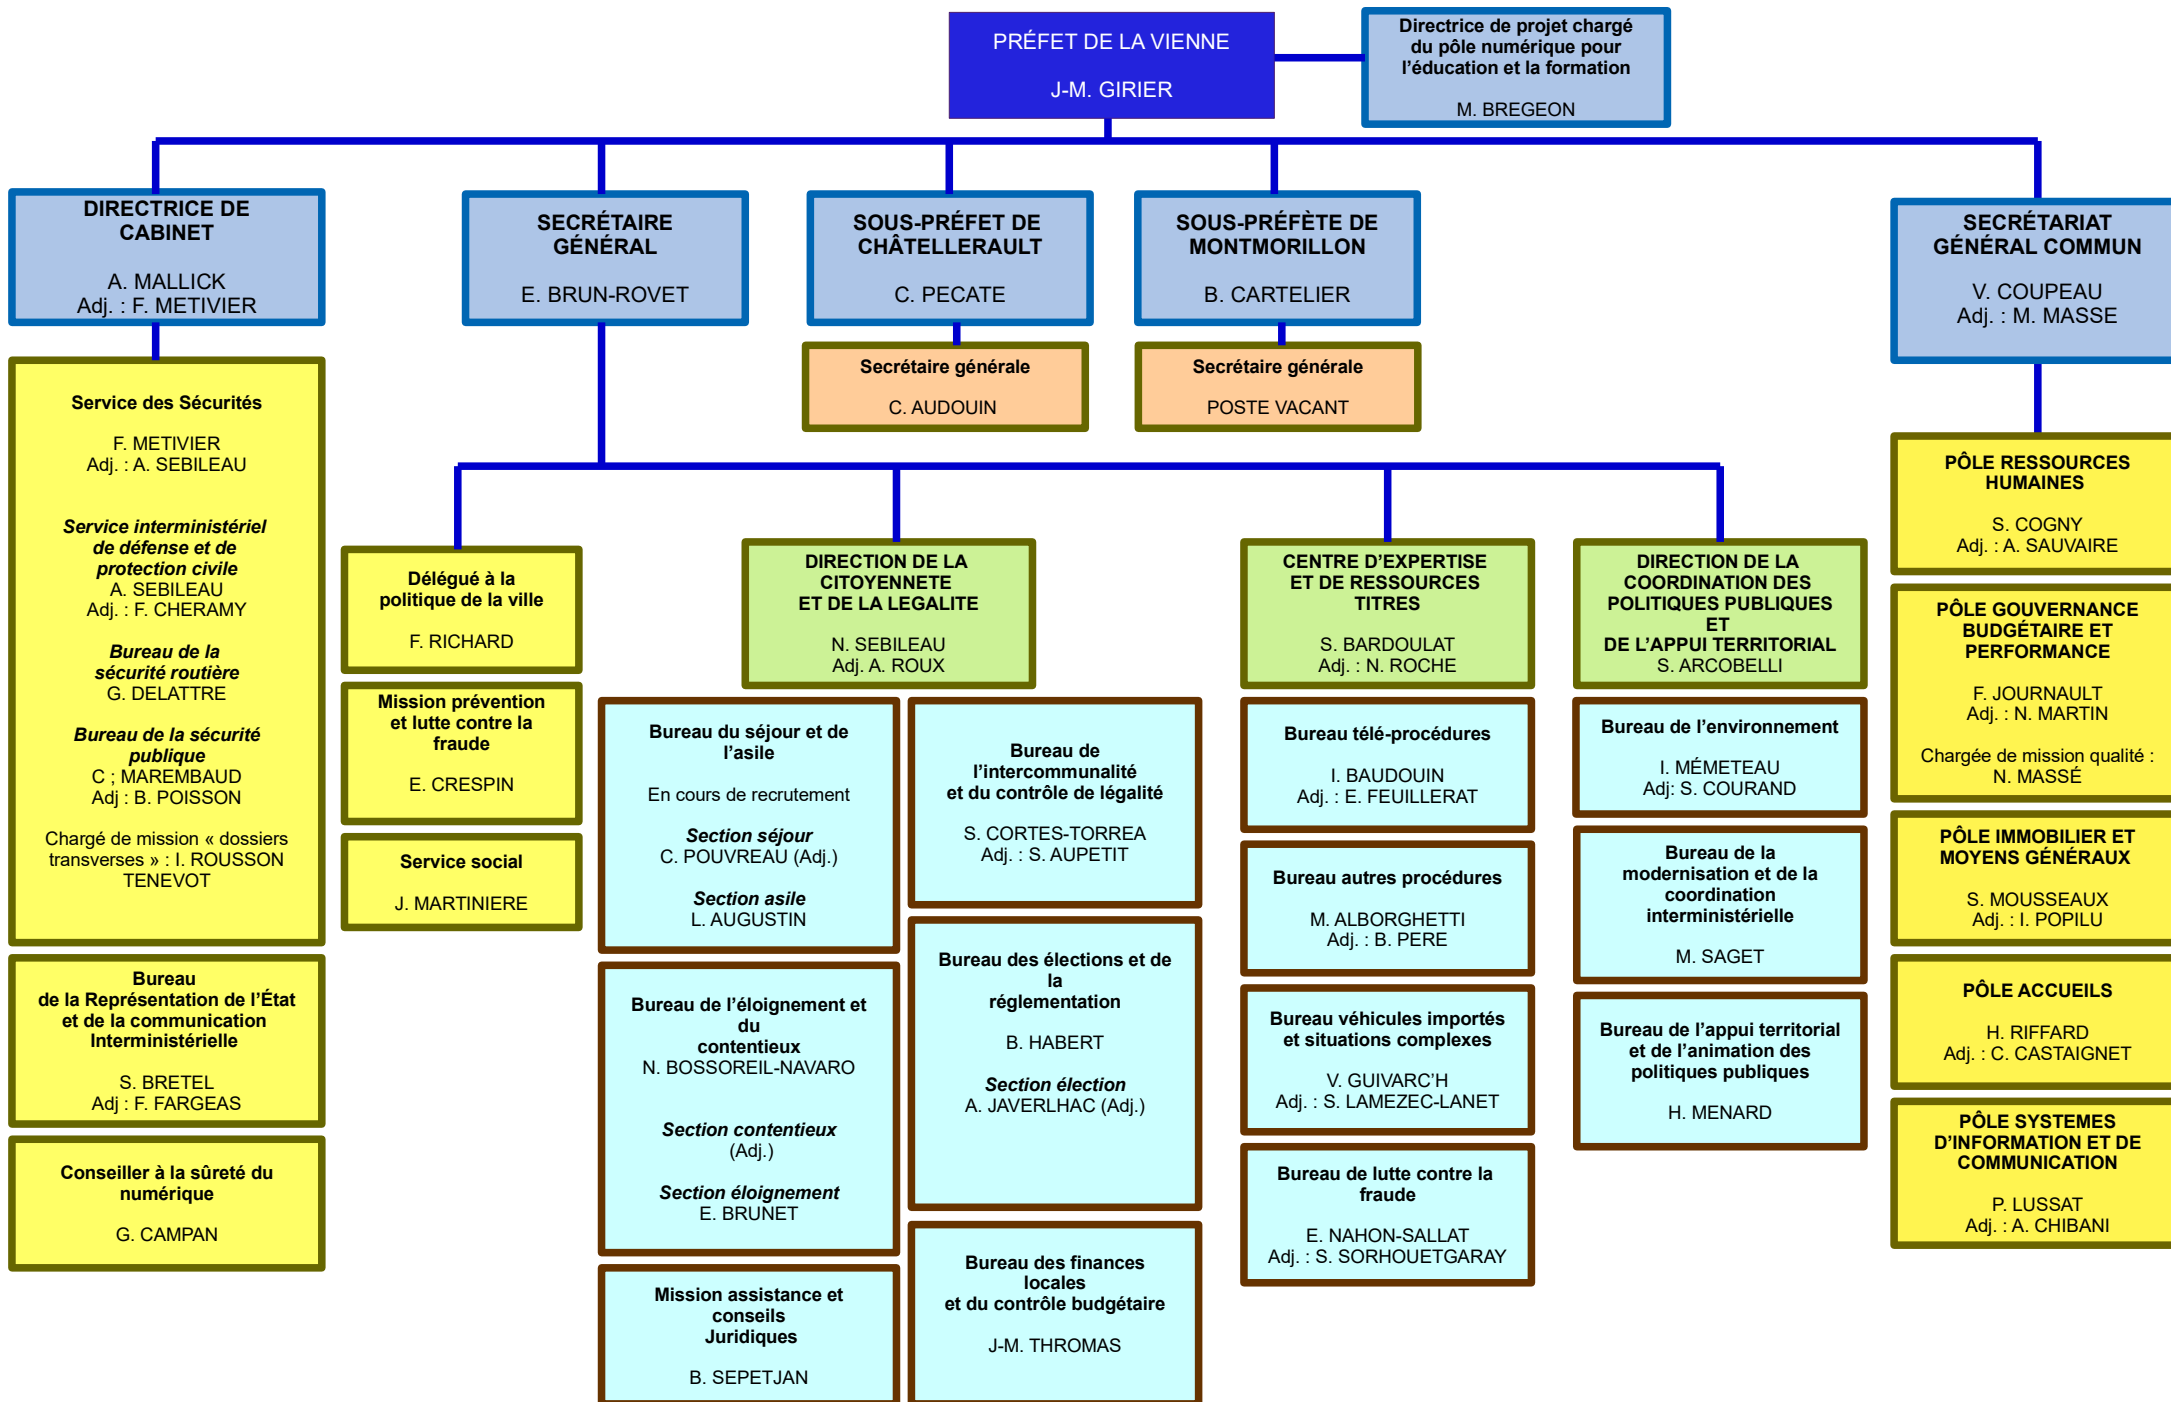 PRÉFET DE LA VIENNE
J-M. GIRIER
Directrice de projet chargé
du pôle numérique pour
l’éducation et la formation
M. BREGEON
DIRECTRICE DE
CABINET
A. MALLICK
Adj. : F. METIVIER
SECRÉTAIRE
GÉNÉRAL
E. BRUN-ROVET
SOUS-PRÉFET DE
CHÂTELLERAULT
C. PECATE
SOUS-PRÉFÈTE DE
MONTMORILLON
B. CARTELIER
SECRÉTARIAT
GÉNÉRAL COMMUN
V. COUPEAU
Adj. : M. MASSE
Secrétaire générale
C. AUDOUIN
Secrétaire générale
POSTE VACANT
Service des Sécurités
F. METIVIER
Adj. : A. SEBILEAU
Service interministériel
de défense et de
protection civile
A. SEBILEAU
Adj. : F. CHERAMY
Bureau de la
sécurité routière
G. DELATTRE
Bureau de la sécurité
publique
C ; MAREMBAUD
Adj : B. POISSON
Chargé de mission « dossiers
transverses » : I. ROUSSON
TENEVOT
Bureau
de la Représentation de l’État
et de la communication
Interministérielle
S. BRETEL
Adj : F. FARGEAS
Conseiller à la sûreté du
numérique
G. CAMPAN
Délégué à la
politique de la ville
F. RICHARD
Mission prévention
et lutte contre la
fraude
E. CRESPIN
Service social
J. MARTINIERE
DIRECTION DE LA
CITOYENNETE
ET DE LA LEGALITE
N. SEBILEAU
Adj. A. ROUX
Bureau du séjour et de
l’asile
En cours de recrutement
Section séjour
C. POUVREAU (Adj.)
Section asile
L. AUGUSTIN
Bureau de l’éloignement et
du
contentieux
N. BOSSOREIL-NAVARO
Section contentieux
(Adj.)
Section éloignement
E. BRUNET
Mission assistance et
conseils
Juridiques
B. SEPETJAN
Bureau de
l’intercommunalité
et du contrôle de légalité
S. CORTES-TORREA
Adj. : S. AUPETIT
Bureau des élections et de
la
réglementation
B. HABERT
Section élection
A. JAVERLHAC (Adj.)
Bureau des finances
locales
et du contrôle budgétaire
J-M. THROMAS
CENTRE D’EXPERTISE
ET DE RESSOURCES
TITRES
S. BARDOULAT
Adj. : N. ROCHE
Bureau télé-procédures
I. BAUDOUIN
Adj. : E. FEUILLERAT
Bureau autres procédures
M. ALBORGHETTI
Adj. : B. PERE
Bureau véhicules importés
et situations complexes
V. GUIVARC’H
Adj. : S. LAMEZEC-LANET
Bureau de lutte contre la
fraude
E. NAHON-SALLAT
Adj. : S. SORHOUETGARAY
DIRECTION DE LA
COORDINATION DES
POLITIQUES PUBLIQUES
ET
DE L’APPUI TERRITORIAL
S. ARCOBELLI
Bureau de l’environnement
I. MÉMETEAU
Adj: S. COURAND
Bureau de la
modernisation et de la
coordination
interministérielle
M. SAGET
Bureau de l’appui territorial
et de l’animation des
politiques publiques
H. MENARD
PÔLE RESSOURCES
HUMAINES
S. COGNY
Adj. : A. SAUVAIRE
PÔLE GOUVERNANCE
BUDGÉTAIRE ET
PERFORMANCE
F. JOURNAULT
Adj. : N. MARTIN
Chargée de mission qualité :
N. MASSÉ
PÔLE IMMOBILIER ET
MOYENS GÉNÉRAUX
S. MOUSSEAUX
Adj. : I. POPILU
PÔLE ACCUEILS
H. RIFFARD
Adj. : C. CASTAIGNET
PÔLE SYSTEMES
D’INFORMATION ET DE
COMMUNICATION
P. LUSSAT
Adj. : A. CHIBANI